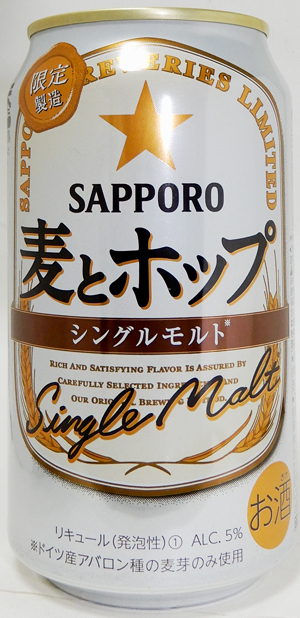 限定
製造
SAPPORO BREWERIES LIMITED
SAPPORO
麦とホップ
シングルモルト※
RICH AND SATISFYING FLAVOR IS ASSURED BY
CAREFULLY SELECTED INGREDIENTS AND
OUR ORIGINAL BREWING
Single Malt
お酒
リキュール(発泡性)① ALC. 5%
※ドイツ産アバロン種の麦芽のみ使用